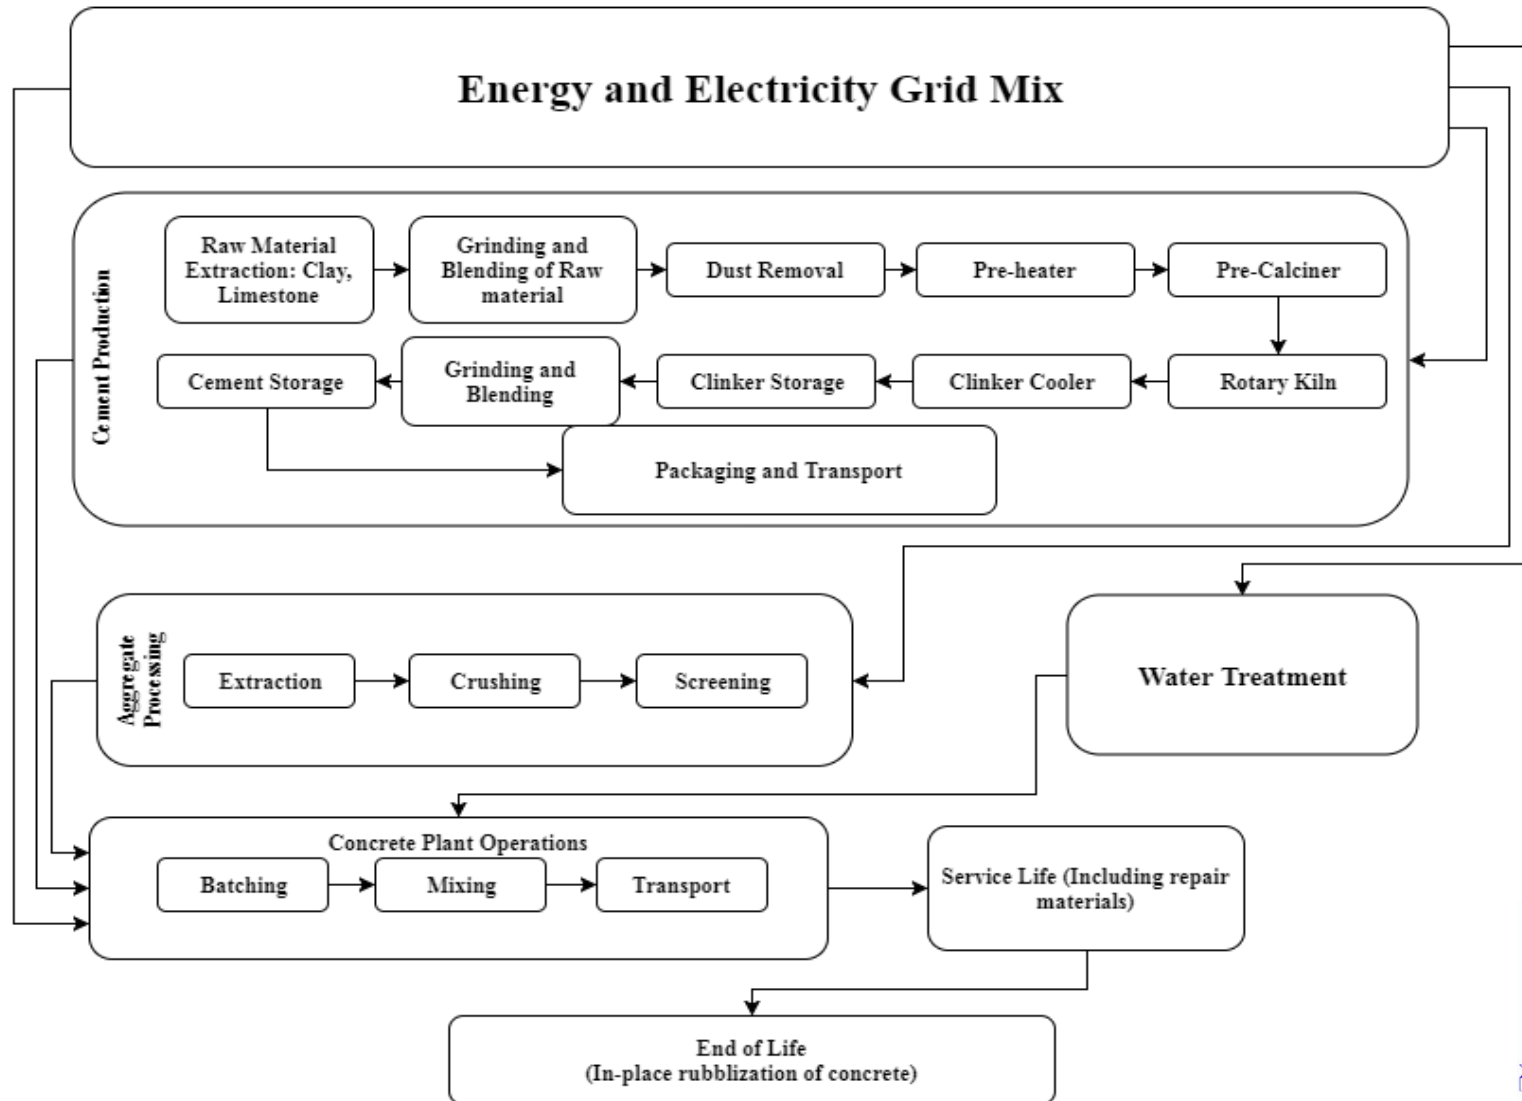 Energy and Electricity Grid Mix
Cement Production
Raw Material
Extraction: Clay,
Limestone
Grinding and
Blending of Raw
material
Dust Removal
Pre-heater
Pre-Calciner
Cement Storage
Grinding and
Blending
Clinker Storage
Clinker Cooler
Rotary Kiln
Packaging and Transport
Aggregate
Processing
Extraction
Crushing
Screening
Water Treatment
Concrete Plant Operations
Batching
Mixing
Transport
Service Life (Including repair
materials)
End of Life
(In-place rubblization of concrete)